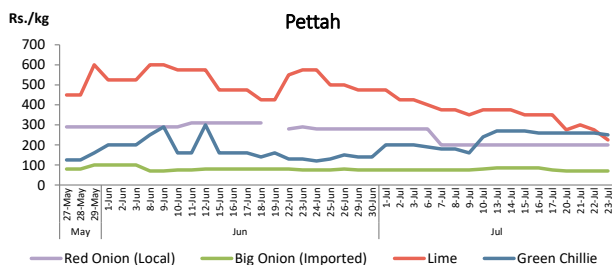 Pettah
Rs./kg
700
600
500
400
300
200
100
0
27-May 28-May 29-May 1-Jun 2-Jun 3-Jun 8-Jun 9-Jun 10-Jun 11-Jun 12-Jun 15-Jun 16-Jun 17-Jun 18-Jun 19-Jun 22-Jun 23-Jun 24-Jun 25-Jun 26-Jun 29-Jun 30-Jun 1-Jul 2-Jul 3-Jul 6-Jul 7-Jul 8-Jul 9-Jul 10-Jul 13-Jul 14-Jul 15-Jul 16-Jul 17-Jul 20-Jul 21-Jul 22-Jul 23-Jul
May Jun Jul
Red Onion (Local) Big Onion (Imported) Lime Green Chillie